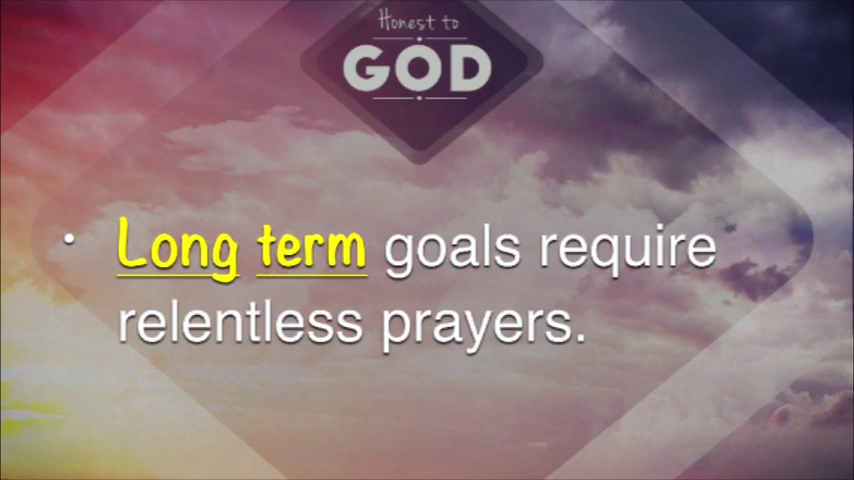 Honest to
GOD
• Long term goals require
relentless prayers.